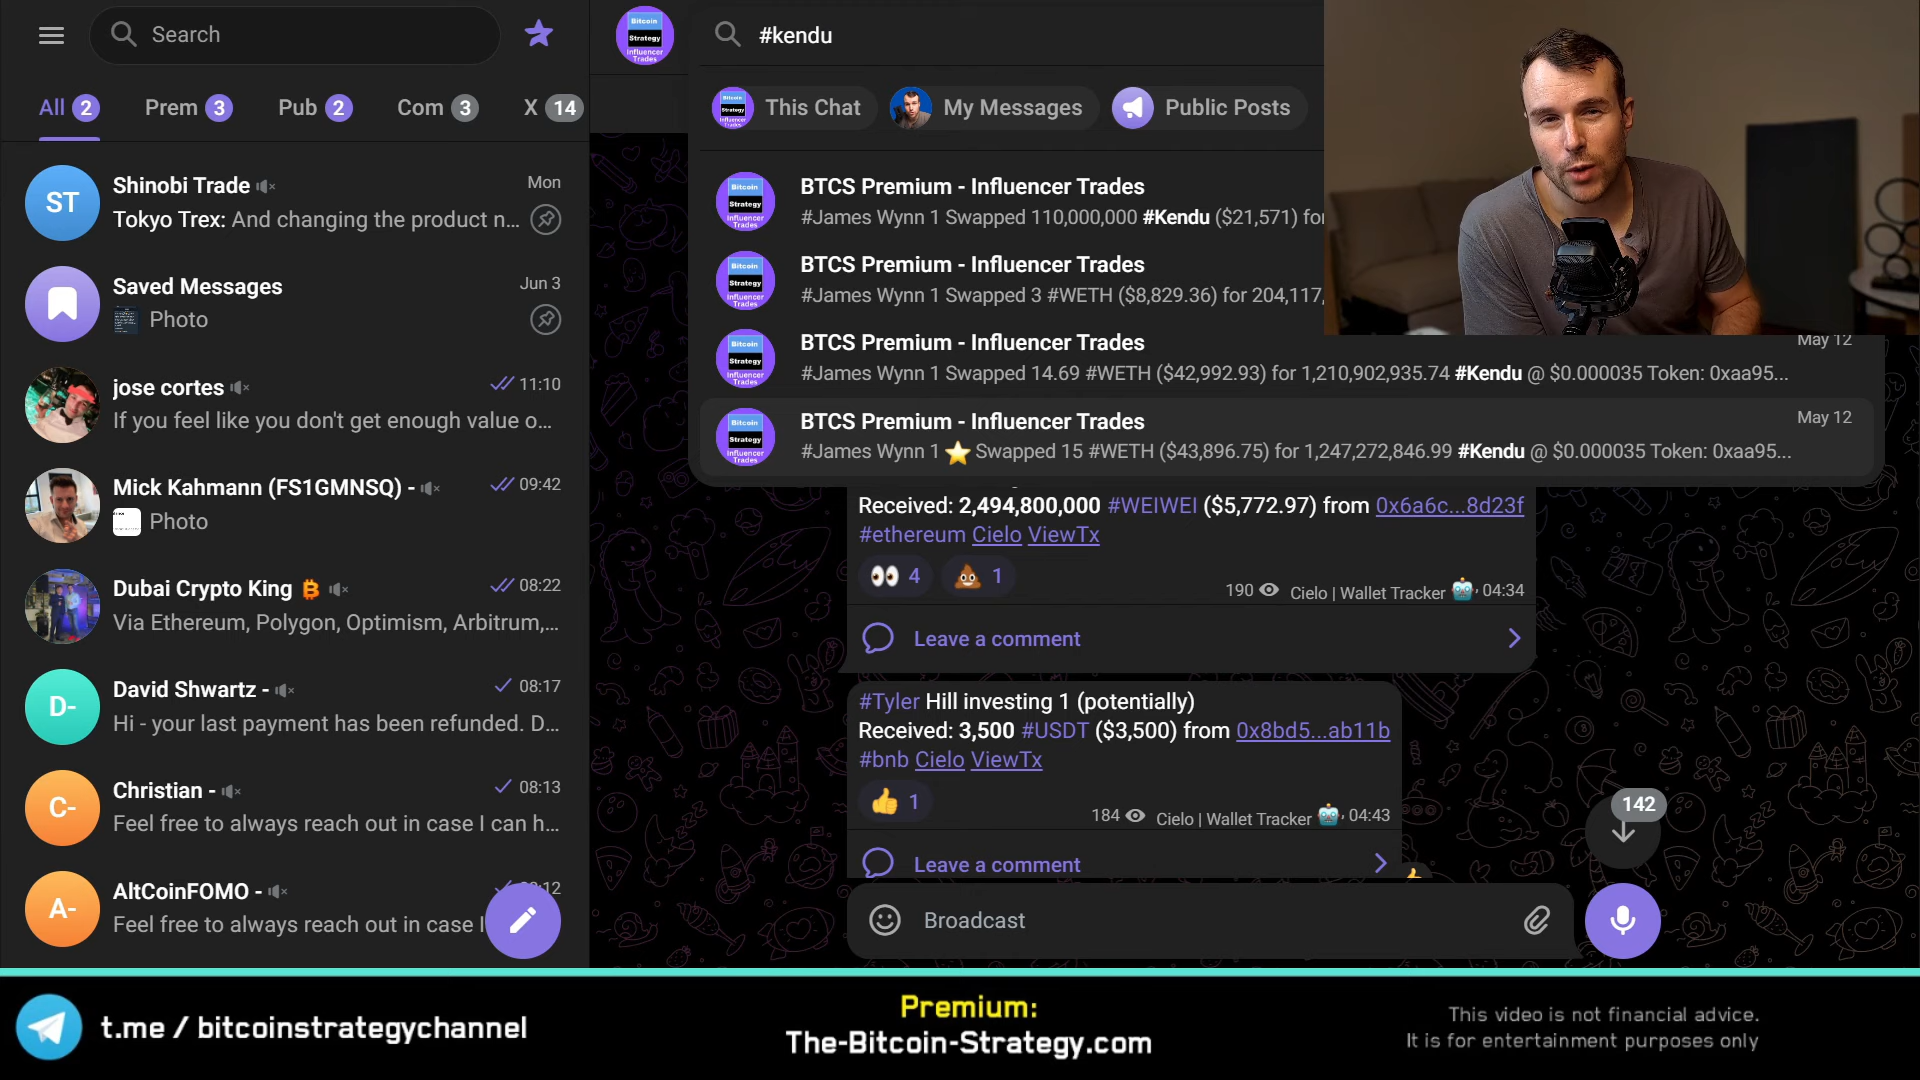 Search
All 2
Prem 3
Pub 2
Com 3
X 14
ST
Shinobi Trade
Mon
Tokyo Trex: And changing the product n...
Saved Messages
Jun 3
Photo
jose cortes
11:10
If you feel like you don't get enough value o...
Mick Kahmann (FS1GMNSQ) -
09:42
Photo
Dubai Crypto King
08:22
Via Ethereum, Polygon, Optimism, Arbitrum,...
D-
David Shwartz -
08:17
Hi - your last payment has been refunded. D...
C-
Christian -
08:13
Feel free to always reach out in case I can h...
A-
AltCoinFOMO -
Feel free to always reach out in case I
Bitcoin
Strategy
Influencer
Trades
#kendu
This Chat
My Messages
Public Posts
BTCS Premium - Influencer Trades
#James Wynn 1 Swapped 110,000,000 #Kendu ($21,571) for
BTCS Premium - Influencer Trades
#James Wynn 1 Swapped 3 #WETH ($8,829.36) for 204,117,
BTCS Premium - Influencer Trades
May 12
#James Wynn 1 Swapped 14.69 #WETH ($42,992.93) for 1,210,902,935.74 #Kendu @ $0.000035 Token: 0xaa95...
BTCS Premium - Influencer Trades
May 12
#James Wynn 1 ⭐ Swapped 15 #WETH ($43,896.75) for 1,247,272,846.99 #Kendu @ $0.000035 Token: 0xaa95...
Received: 2,494,800,000 #WEIWEI ($5,772.97) from 0x6a6c...8d23f
#ethereum Cielo ViewTx
👀 4 💩 1
190 Cielo | Wallet Tracker 🤖, 04:34
Leave a comment
#Tyler Hill investing 1 (potentially)
Received: 3,500 #USDT ($3,500) from 0x8bd5...ab11b
#bnb Cielo ViewTx
👍 1
184 Cielo | Wallet Tracker 🤖, 04:43
Leave a comment
142
Broadcast
t.me / bitcoinstrategychannel
Premium:
The-Bitcoin-Strategy.com
This video is not financial advice.
It is for entertainment purposes only